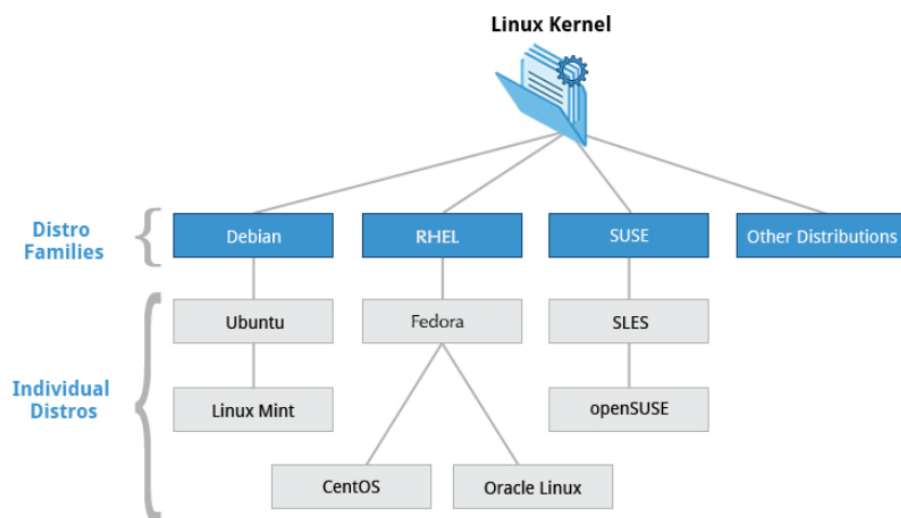 Linux Kernel
Distro
Families
Debian
RHEL
SUSE
Other Distributions
Individual
Distros
Ubuntu
Fedora
SLES
Linux Mint
openSUSE
CentOS
Oracle Linux